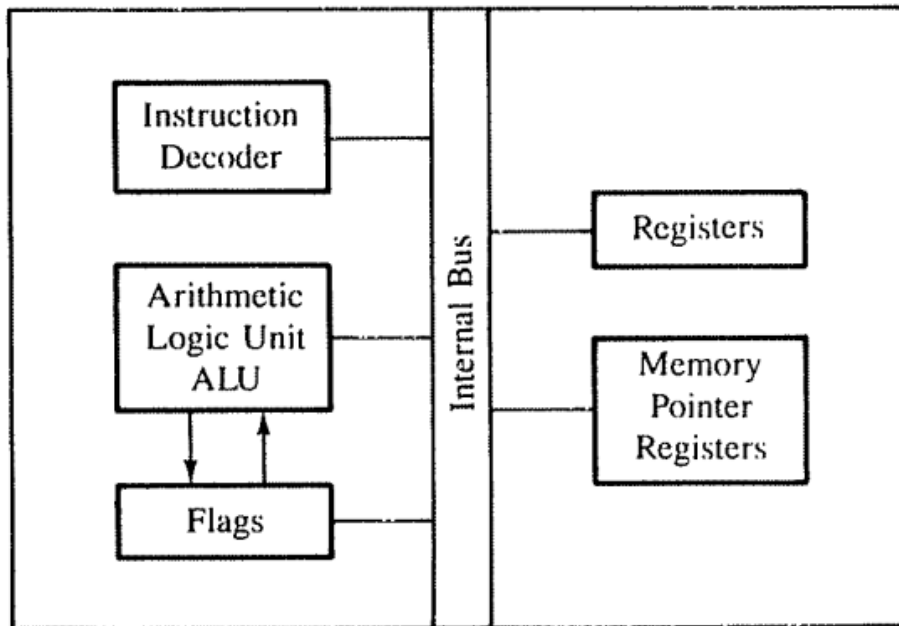 Instruction
Decoder
Arithmetic
Logic Unit
ALU
Flags
Internal Bus
Registers
Memory
Pointer
Registers